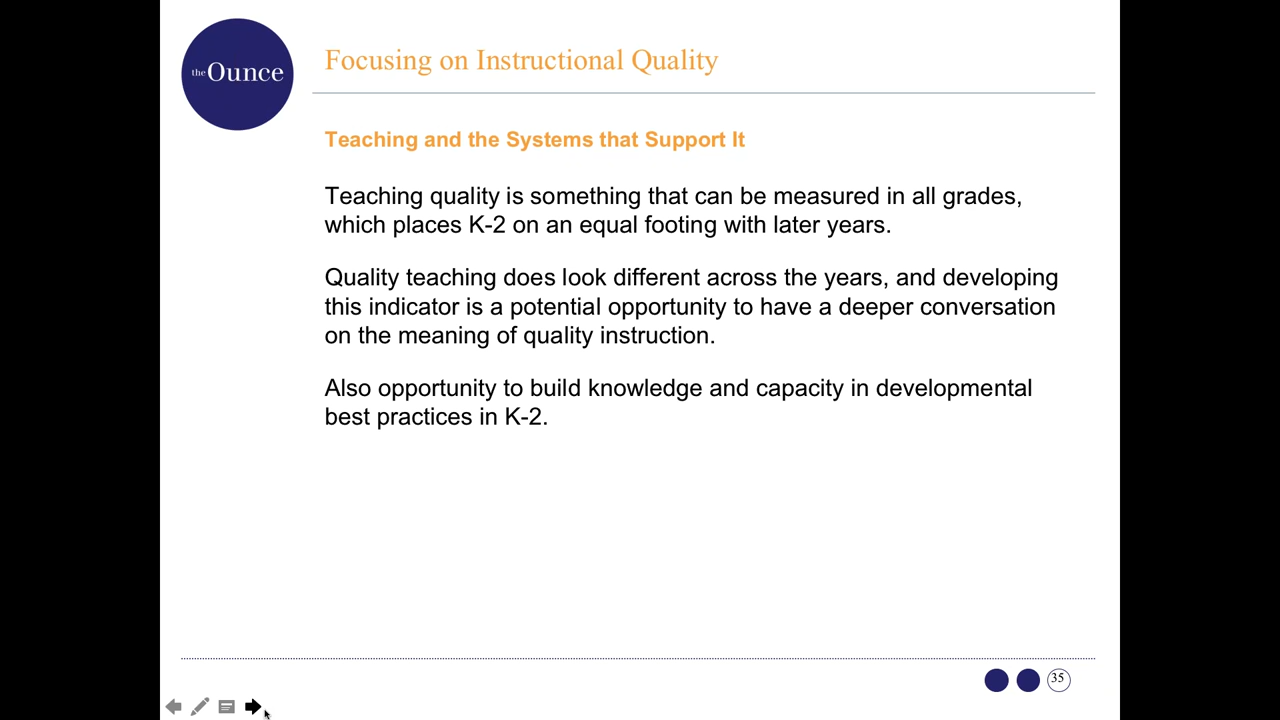 the Ounce
Focusing on Instructional Quality
Teaching and the Systems that Support It
Teaching quality is something that can be measured in all grades,
which places K-2 on an equal footing with later years.
Quality teaching does look different across the years, and developing
this indicator is a potential opportunity to have a deeper conversation
on the meaning of quality instruction.
Also opportunity to build knowledge and capacity in developmental
best practices in K-2.
35